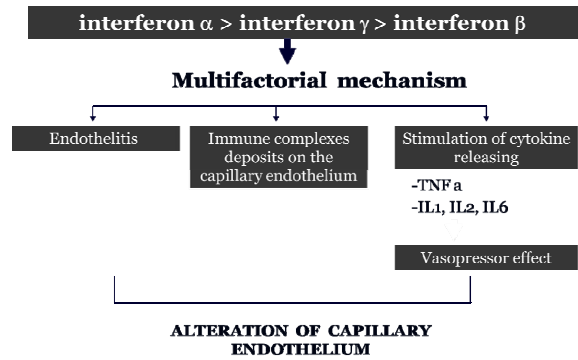 interferon α > interferon γ > interferon β
Multifactorial mechanism
Endothelitis
Immune complexes
deposits on the
capillary endothelium
Stimulation of cytokine
releasing
-TNF a
-IL1, IL2, IL6
Vasopressor effect
ALTERATION OF CAPILLARY
ENDOTHELIUM